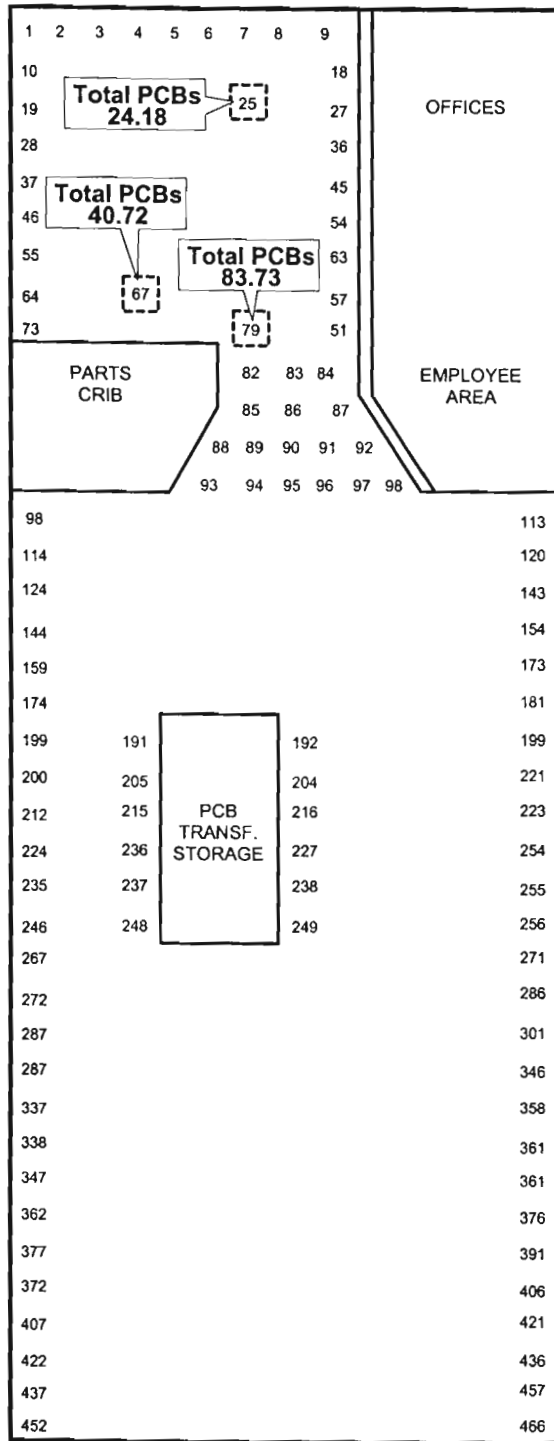 1 2 3 4 5 6 7 8 9
10 18
Total PCBs
24.18
25
19 27
OFFICES
28 36
37 45
Total PCBs
40.72
46 54
55 63
Total PCBs
83.73
64 67 57
73 79 51
PARTS
CRIB
82 83 84
EMPLOYEE
AREA
85 86 87
88 89 90 91 92
93 94 95 96 97 98
98 113
114 120
124 143
144 154
159 173
174 181
199 191 192 199
200 205 204 221
212 215 216 223
PCB
TRANSF.
STORAGE
224 236 227 254
235 237 238 255
246 248 249 256
267 271
272 286
287 301
287 346
337 358
338 361
347 361
362 376
377 391
372 406
407 421
422 436
437 457
452 466